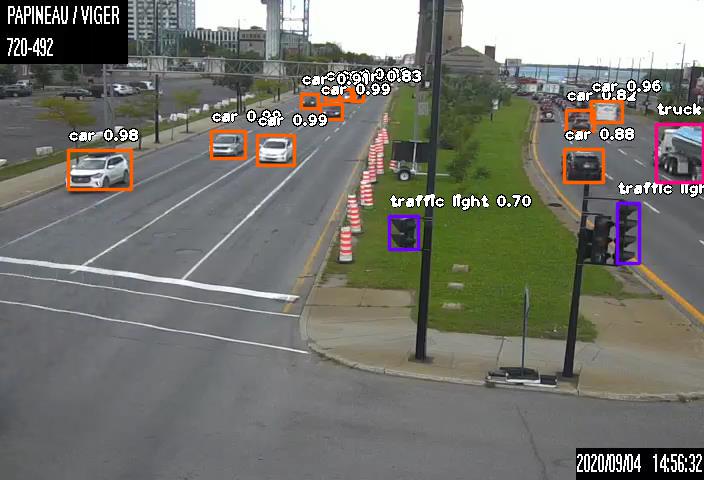 PAPINEAU / VIGER
720-492
car 0.83
car 0.99
car 0.96
car 0.82
truck
car 0.98
car 0.99
car 0.88
traffic light 0.70
traffic ligh
2020/09/04 14:56:32